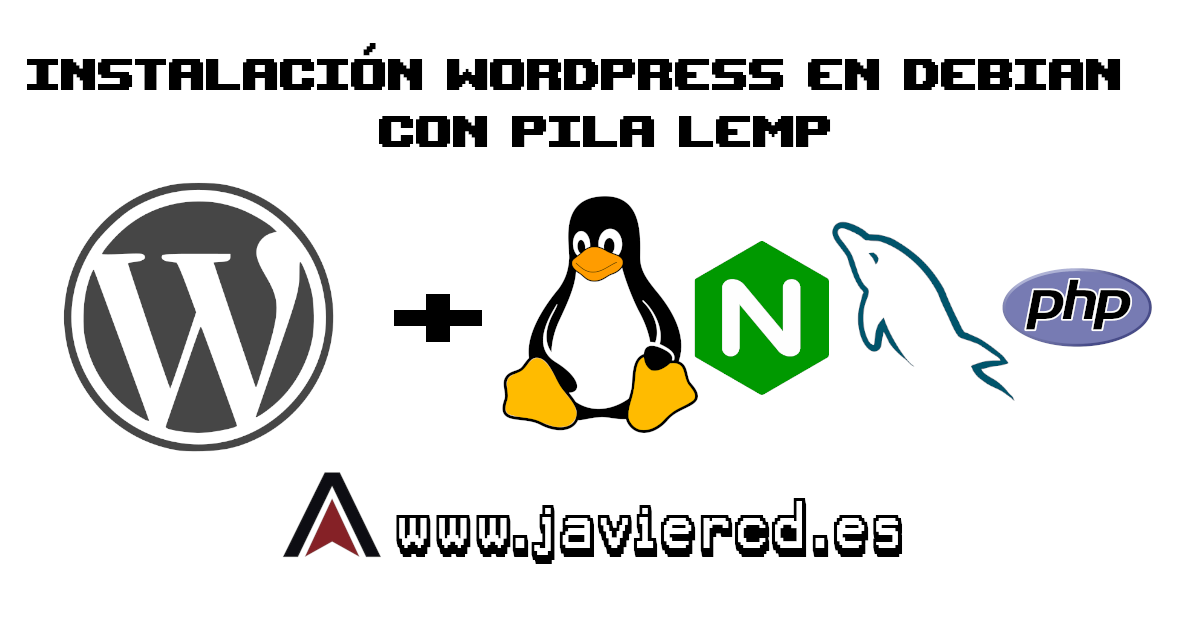 INSTALACIÓN WORDPRESS EN DEBIAN
CON PILA LEMP
W
+
N
php
www.javiercd.es